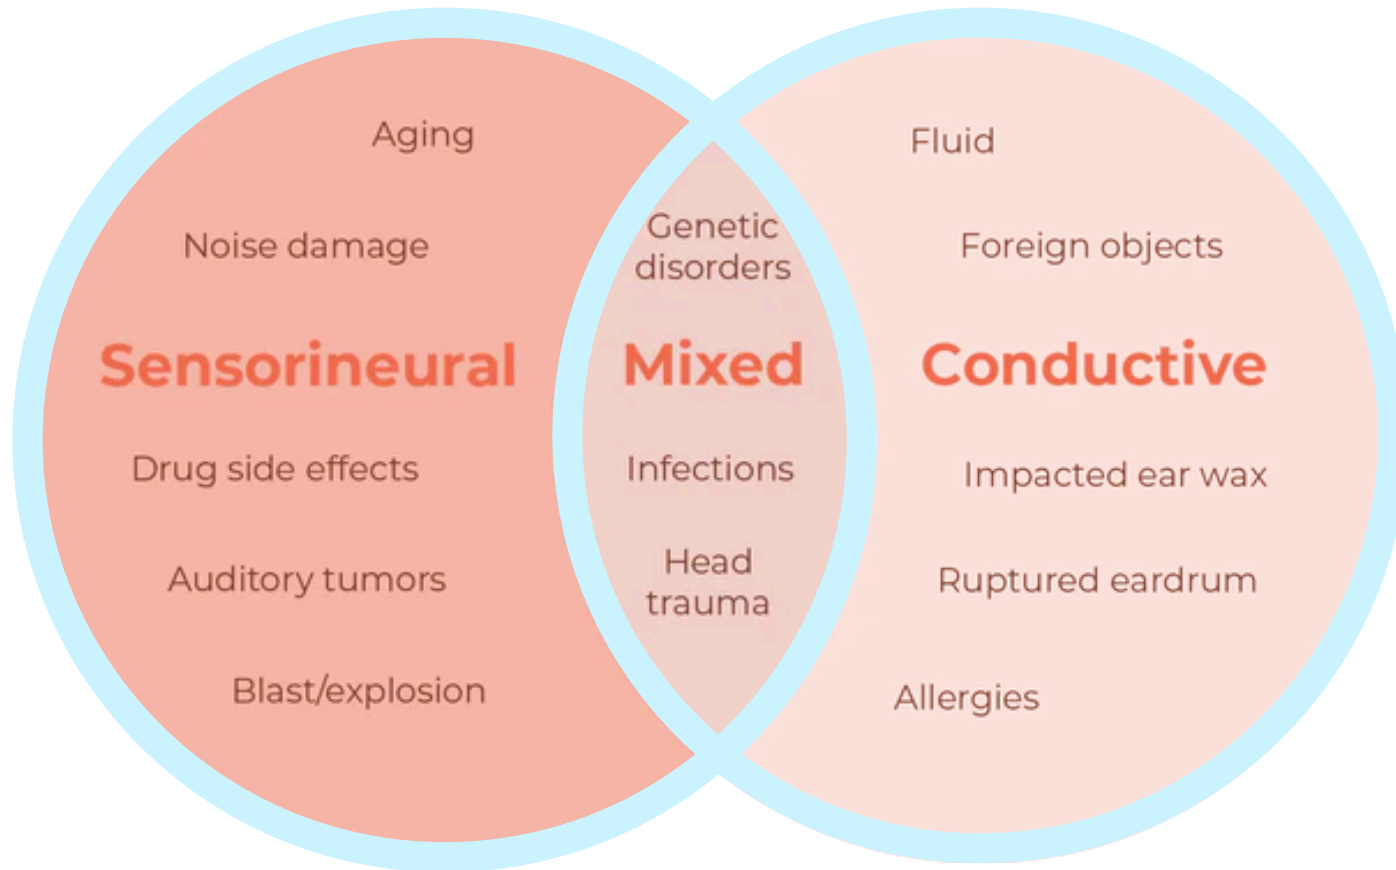 Aging
Noise damage
Sensorineural
Drug side effects
Auditory tumors
Blast/explosion
Genetic
disorders
Mixed
Infections
Head
trauma
Fluid
Foreign objects
Conductive
Impacted ear wax
Ruptured eardrum
Allergies